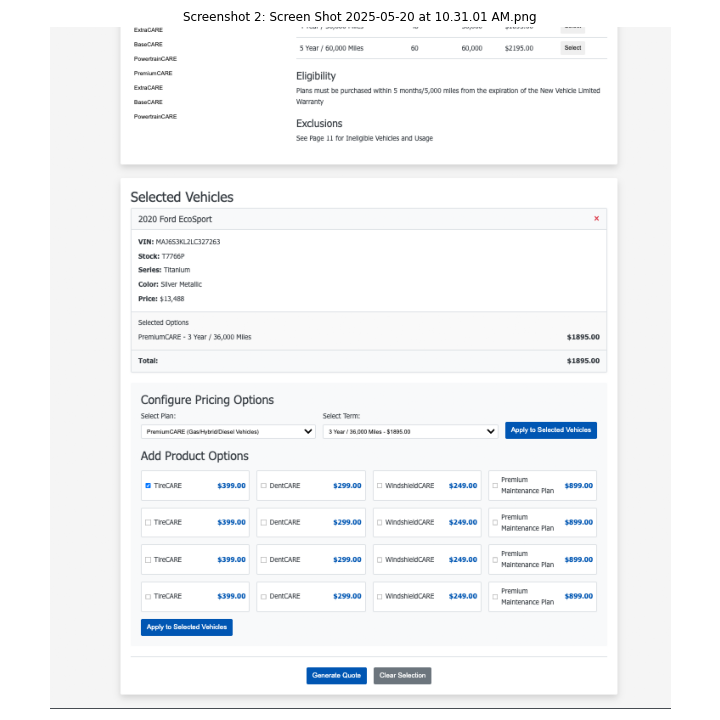 Screenshot 2: Screen Shot 2025-05-20 at 10.31.01 AM.png
ExtraCARE
BaseCARE
PowertrainCARE
PremiumCARE
ExtraCARE
BaseCARE
PowertrainCARE
5 Year / 60,000 Miles 60 60,000 $2195.00 Select
Eligibility
Plans must be purchased within 5 months/5,000 miles from the expiration of the New Vehicle Limited
Warranty
Exclusions
See Page 11 for Ineligible Vehicles and Usage
Selected Vehicles
2020 Ford EcoSport ×
VIN: MAJ6S3KL2LC327263
Stock: T7766P
Series: Titanium
Color: Silver Metallic
Price: $13,488
Selected Options
PremiumCARE - 3 Year / 36,000 Miles $1895.00
Total: $1895.00
Configure Pricing Options
Select Plan: Select Term:
PremiumCARE (Gas/Hybrid/Diesel Vehicles) 3 Year / 36,000 Miles - $1895.00 Apply to Selected Vehicles
Add Product Options
TireCARE $399.00 DentCARE $299.00 WindshieldCARE $249.00 Premium Maintenance Plan $899.00
TireCARE $399.00 DentCARE $299.00 WindshieldCARE $249.00 Premium Maintenance Plan $899.00
TireCARE $399.00 DentCARE $299.00 WindshieldCARE $249.00 Premium Maintenance Plan $899.00
TireCARE $399.00 DentCARE $299.00 WindshieldCARE $249.00 Premium Maintenance Plan $899.00
Apply to Selected Vehicles
Generate Quote Clear Selection